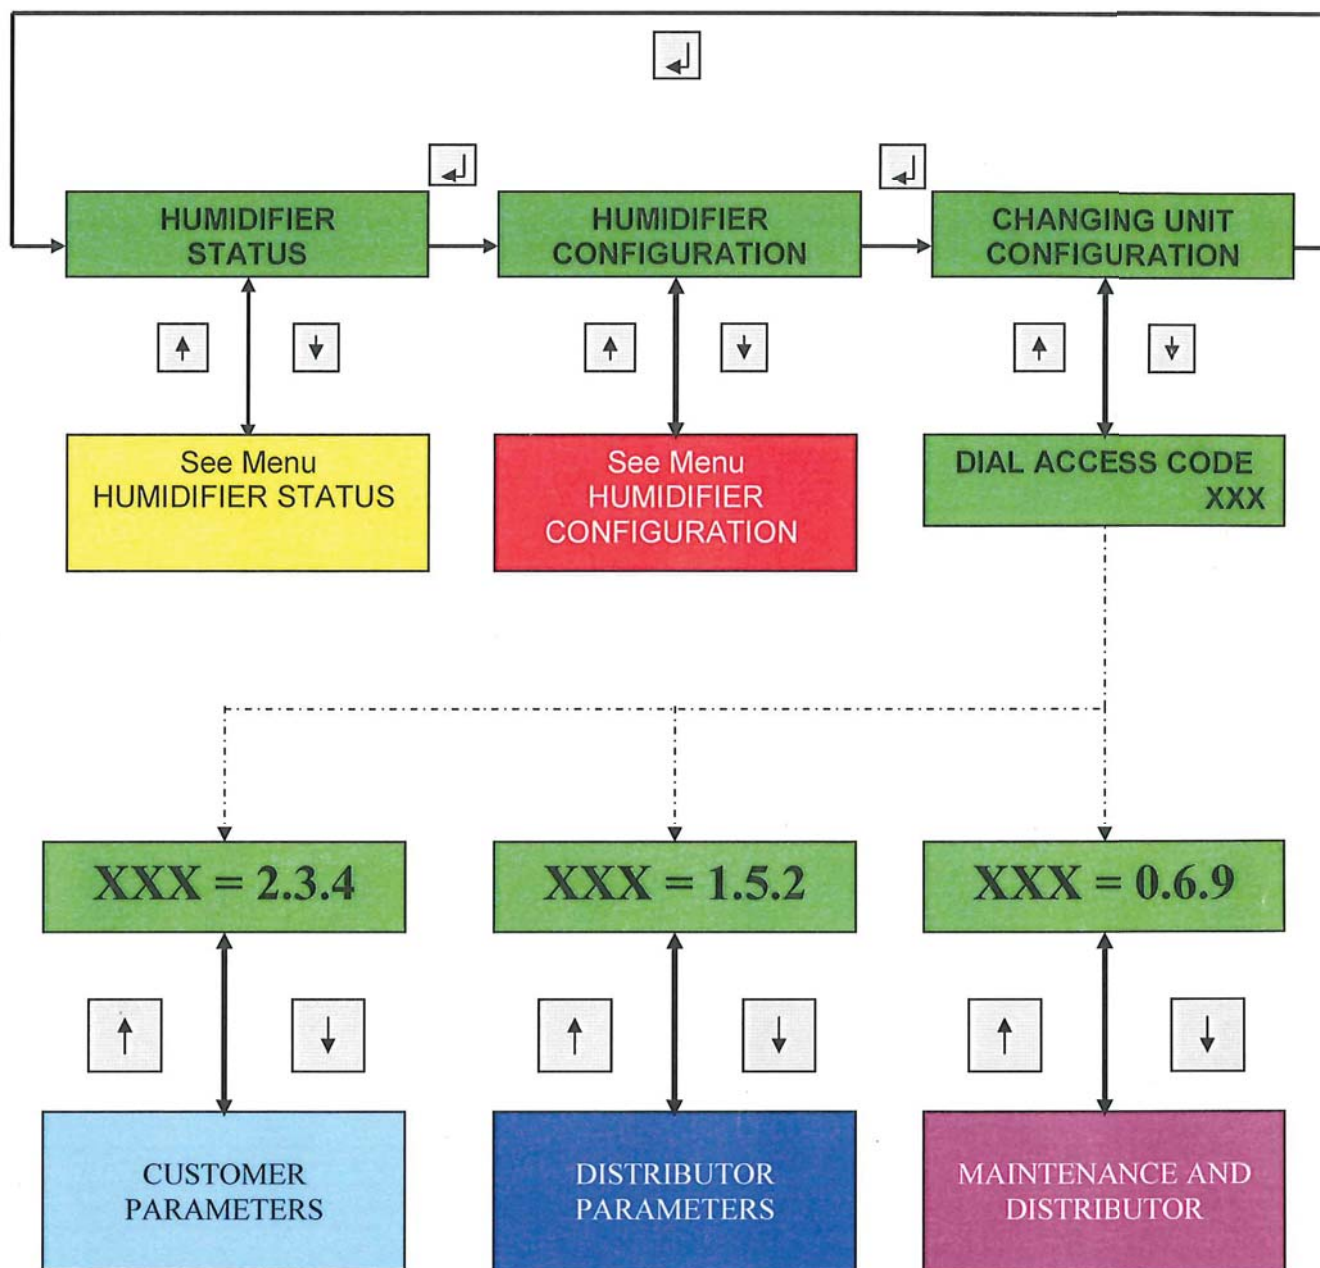 HUMIDIFIER
STATUS
HUMIDIFIER
CONFIGURATION
CHANGING UNIT
CONFIGURATION
See Menu
HUMIDIFIER STATUS
See Menu
HUMIDIFIER
CONFIGURATION
DIAL ACCESS CODE
XXX
XXX = 2.3.4
XXX = 1.5.2
XXX = 0.6.9
CUSTOMER
PARAMETERS
DISTRIBUTOR
PARAMETERS
MAINTENANCE AND
DISTRIBUTOR